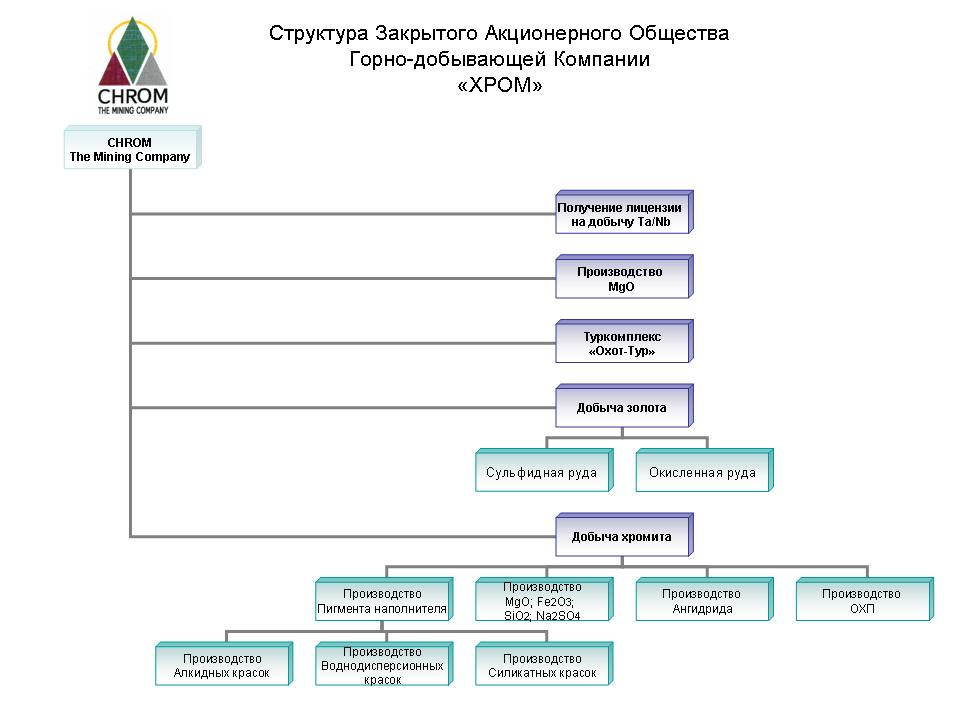 Структура Закрытого Акционерного Общества
Горно-добывающей Компании
«ХРОМ»
CHROM
THE MINING COMPANY
CHROM
The Mining Company
Получение лицензии
на добычу Ta/Nb
Производство
MgO
Туркомплекс
«Охот-Тур»
Добыча золота
Сульфидная руда
Окисленная руда
Добыча хромита
Производство
Пигмента наполнителя
Производство
MgO; Fe2O3;
SiO2; Na2SO4
Производство
Ангидрида
Производство
ОХП
Производство
Алкидных красок
Производство
Воднодисперсионных
красок
Производство
Силикатных красок